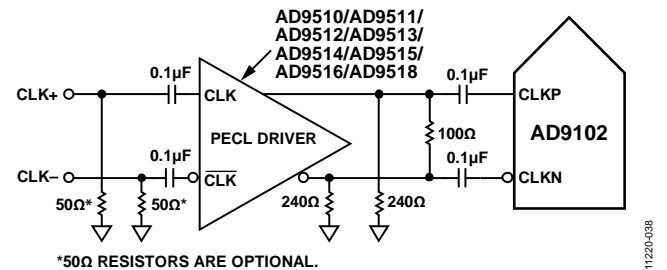 AD9510/AD9511/
AD9512/AD9513/
AD9514/AD9515/
AD9516/AD9518
0.1µF
0.1µF
CLK+
CLK
CLKP
PECL DRIVER
100Ω
AD9102
0.1µF
0.1µF
CLK–
CLK
CLKN
50Ω*
50Ω*
240Ω
240Ω
*50Ω RESISTORS ARE OPTIONAL.
11220-038